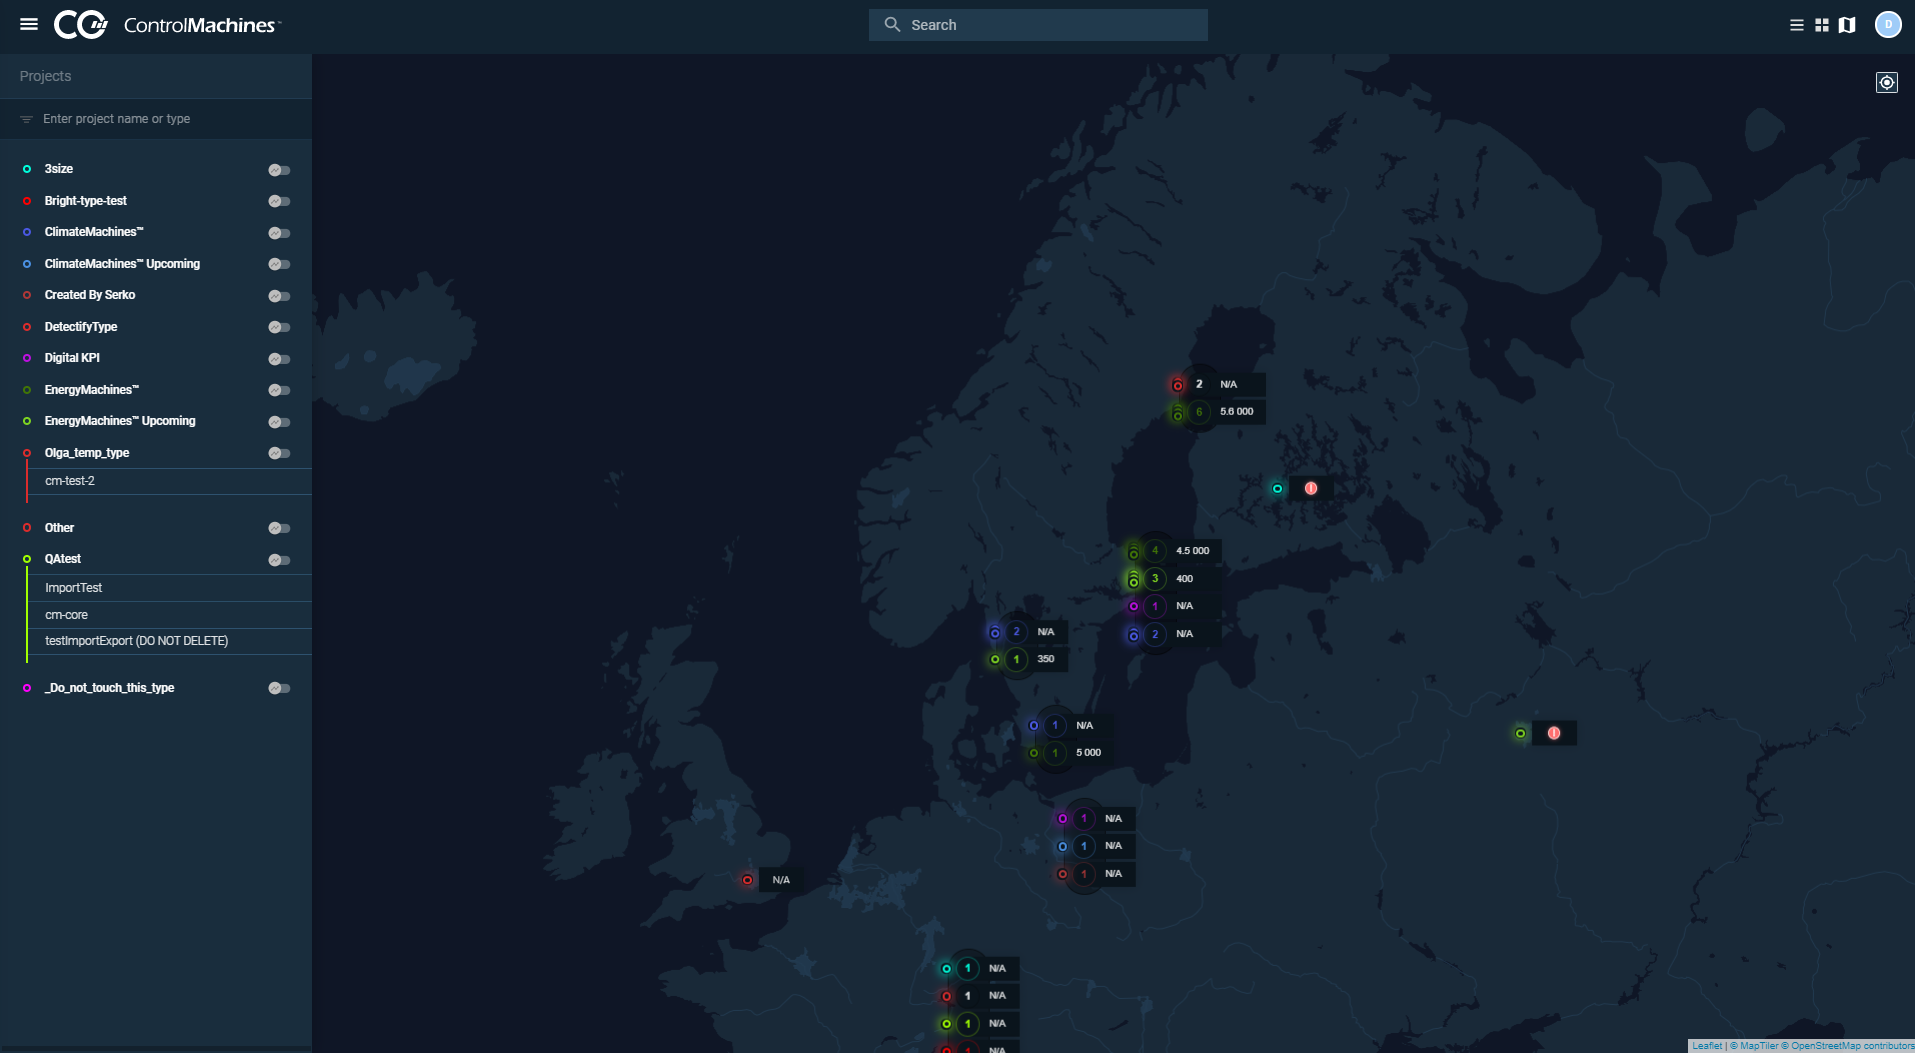 ControlMachines™
Search
D
Projects
Enter project name or type
3size
Bright-type-test
ClimateMachines™
ClimateMachines™ Upcoming
Created By Serko
DetectifyType
Digital KPI
EnergyMachines™
EnergyMachines™ Upcoming
Olga_temp_type
cm-test-2
Other
QAtest
ImportTest
cm-core
testImportExport (DO NOT DELETE)
_Do_not_touch_this_type
2 N/A
6 5.6 000
4 4.5 000
3 400
1 N/A
2 N/A
2 N/A
1 350
1 N/A
1 5 000
1 N/A
1 N/A
1 N/A
N/A
1 N/A
1 N/A
1 N/A
1 N/A
Leaflet | © MapTiler © OpenStreetMap contributors